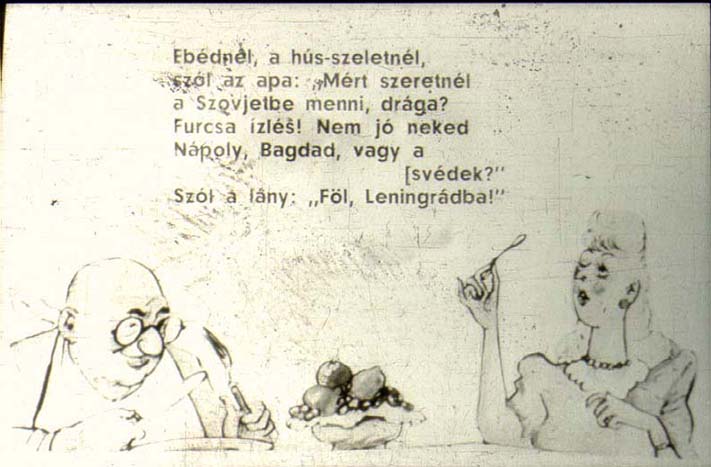 Ebédnél, a hús-szeletnél,
szól az apa: „Mért szeretnél
a Szovjetbe menni, drága?
Furcsa ízlés! Nem jó neked
Nápoly, Bagdad, vagy a
[svédek?"
Szól a lány: „Föl, Leningrádba!"